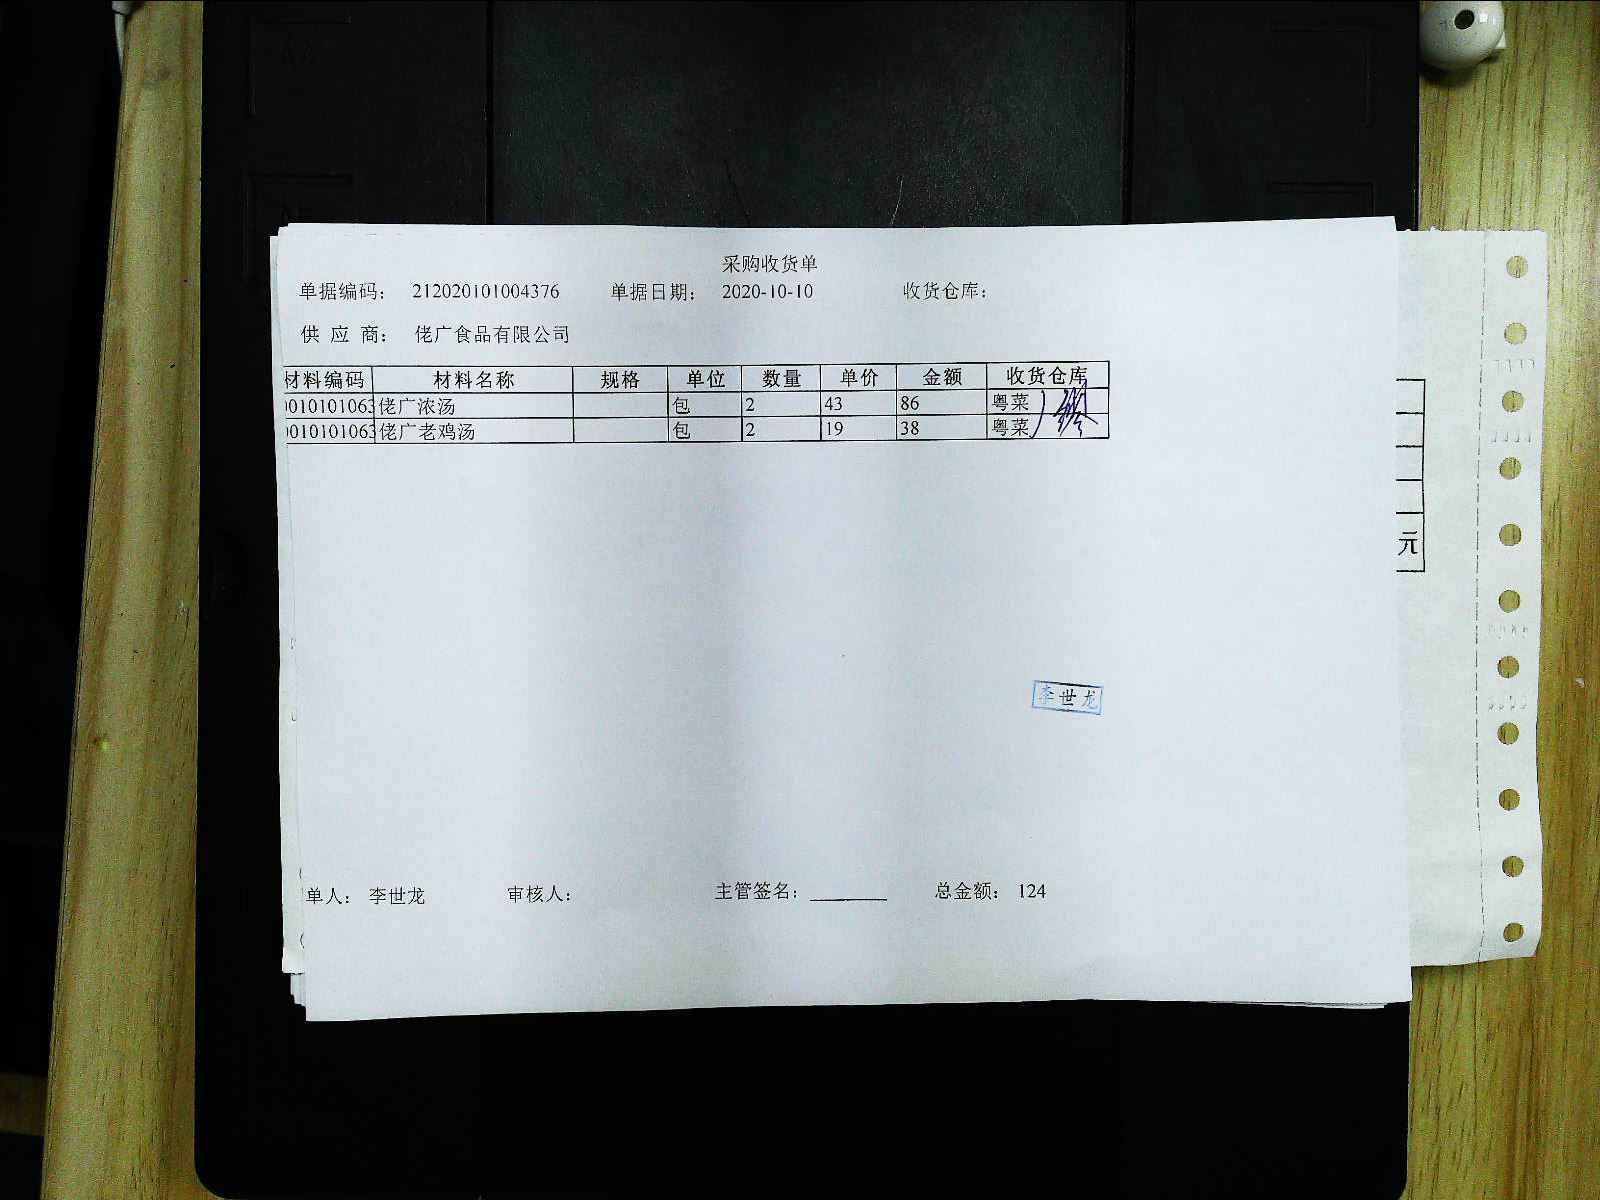 采购收货单
单据编码： 212020101004376 单据日期： 2020-10-10 收货仓库：
供 应 商： 佬广食品有限公司
材料编码 材料名称 规格 单位 数量 单价 金额 收货仓库
0010101063 佬广浓汤 包 2 43 86 粤菜
0010101063 佬广老鸡汤 包 2 19 38 粤菜
元
李世龙
单人： 李世龙 审核人： 主管签名： 总金额： 124